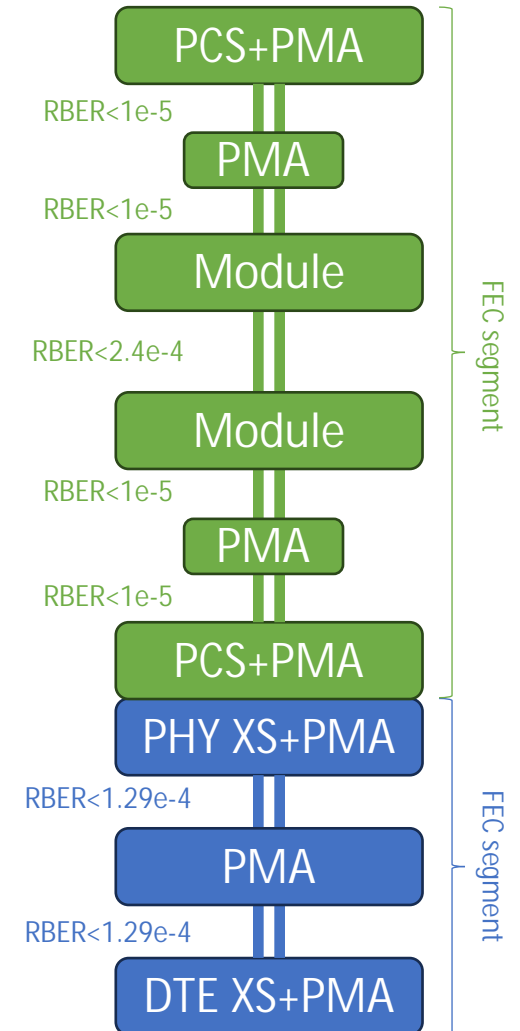 PCS+PMA
RBER<1e-5
PMA
RBER<1e-5
Module
FEC segment
RBER<2.4e-4
Module
RBER<1e-5
PMA
RBER<1e-5
PCS+PMA
PHY XS+PMA
RBER<1.29e-4
FEC segment
PMA
RBER<1.29e-4
DTE XS+PMA